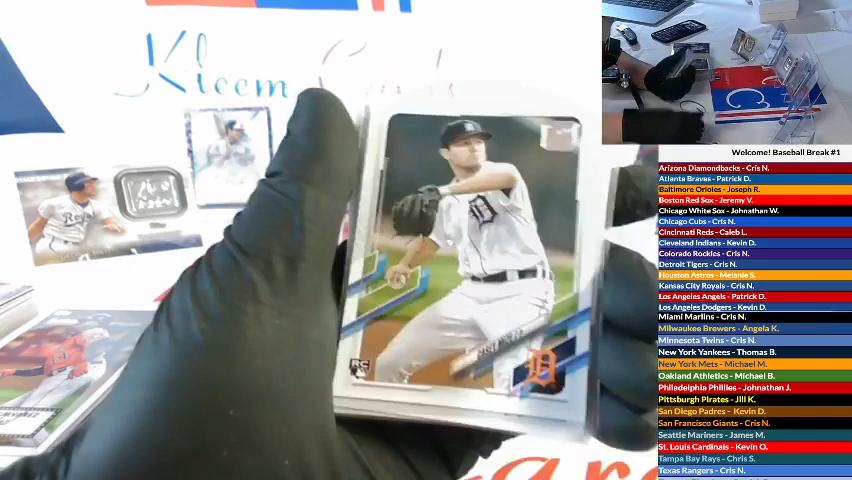 Kleem Cards
Royals
D
RC
Welcome! Baseball Break #1
Arizona Diamondbacks - Cris N.
Atlanta Braves - Patrick D.
Baltimore Orioles - Joseph R.
Boston Red Sox - Jeremy V.
Chicago White Sox - Johnathan W.
Chicago Cubs - Cris N.
Cincinnati Reds - Caleb L.
Cleveland Indians - Kevin D.
Colorado Rockies - Cris N.
Detroit Tigers - Cris N.
Houston Astros - Melanie S.
Kansas City Royals - Cris N.
Los Angeles Angels - Patrick D.
Los Angeles Dodgers - Kevin D.
Miami Marlins - Cris N.
Milwaukee Brewers - Angela K.
Minnesota Twins - Cris N.
New York Yankees - Thomas B.
New York Mets - Michael M.
Oakland Athletics - Michael B.
Philadelphia Phillies - Johnathan J.
Pittsburgh Pirates - Jill K.
San Diego Padres - Kevin D.
San Francisco Giants - Cris N.
Seattle Mariners - James M.
St. Louis Cardinals - Kevin O.
Tampa Bay Rays - Chris S.
Texas Rangers - Cris N.